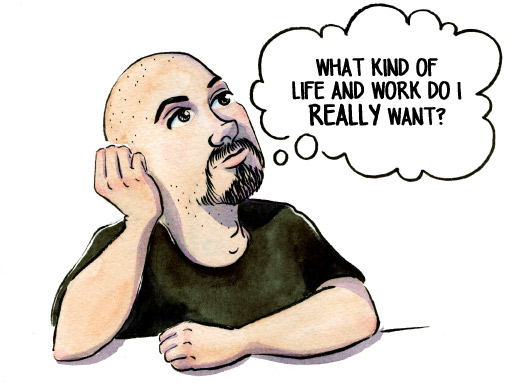 WHAT KIND OF
LIFE AND WORK DO I
REALLY WANT?